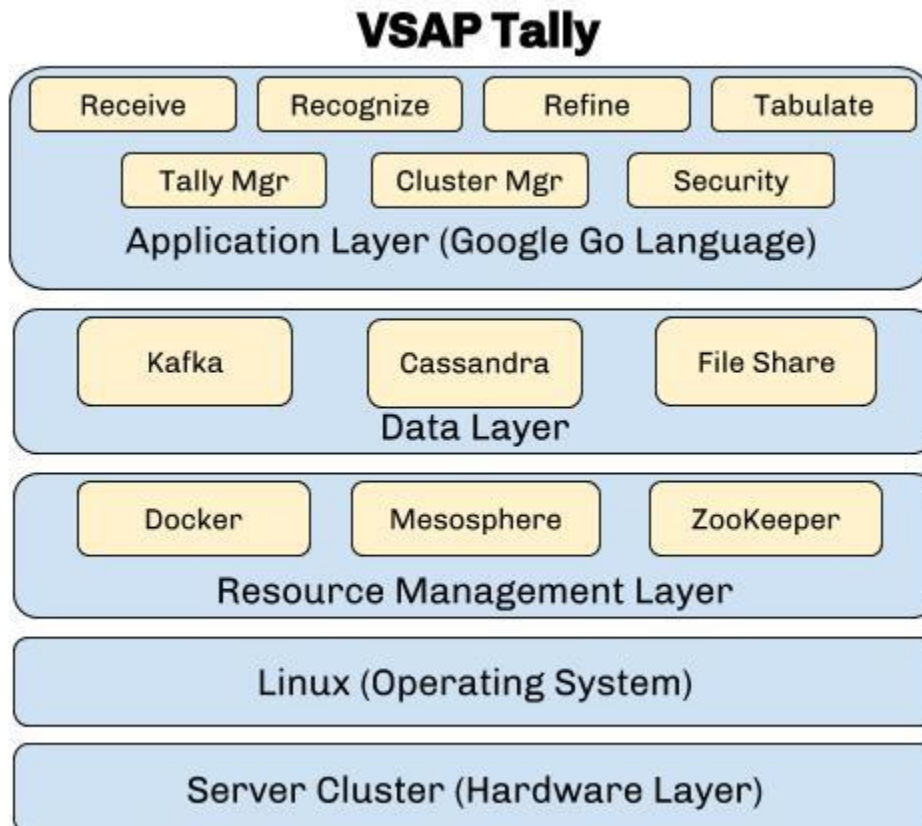 VSAP Tally
Receive Recognize Refine Tabulate
Tally Mgr Cluster Mgr Security
Application Layer (Google Go Language)
Kafka Cassandra File Share
Data Layer
Docker Mesosphere ZooKeeper
Resource Management Layer
Linux (Operating System)
Server Cluster (Hardware Layer)